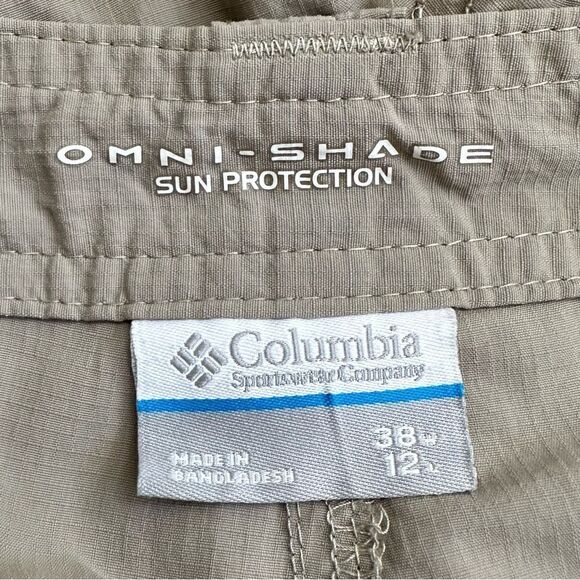 OMNI-SHADE
SUN PROTECTION
Columbia
Sportswear Company
38W
12L
MADE IN
BANGLADESH